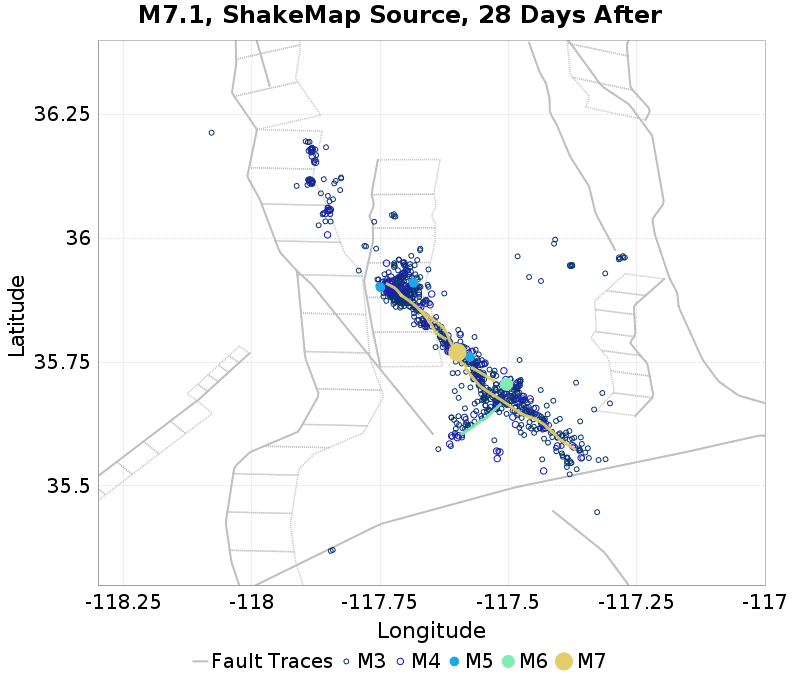 M7.1, ShakeMap Source, 28 Days After
36.25
36
35.75
35.5
Latitude
-118.25 -118 -117.75 -117.5 -117.25 -117
Longitude
Fault Traces M3 M4 M5 M6 M7